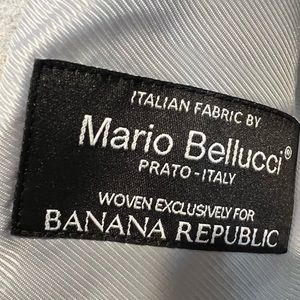 ITALIAN FABRIC BY
Mario Bellucci®
PRATO - ITALY
WOVEN EXCLUSIVELY FOR
BANANA REPUBLIC